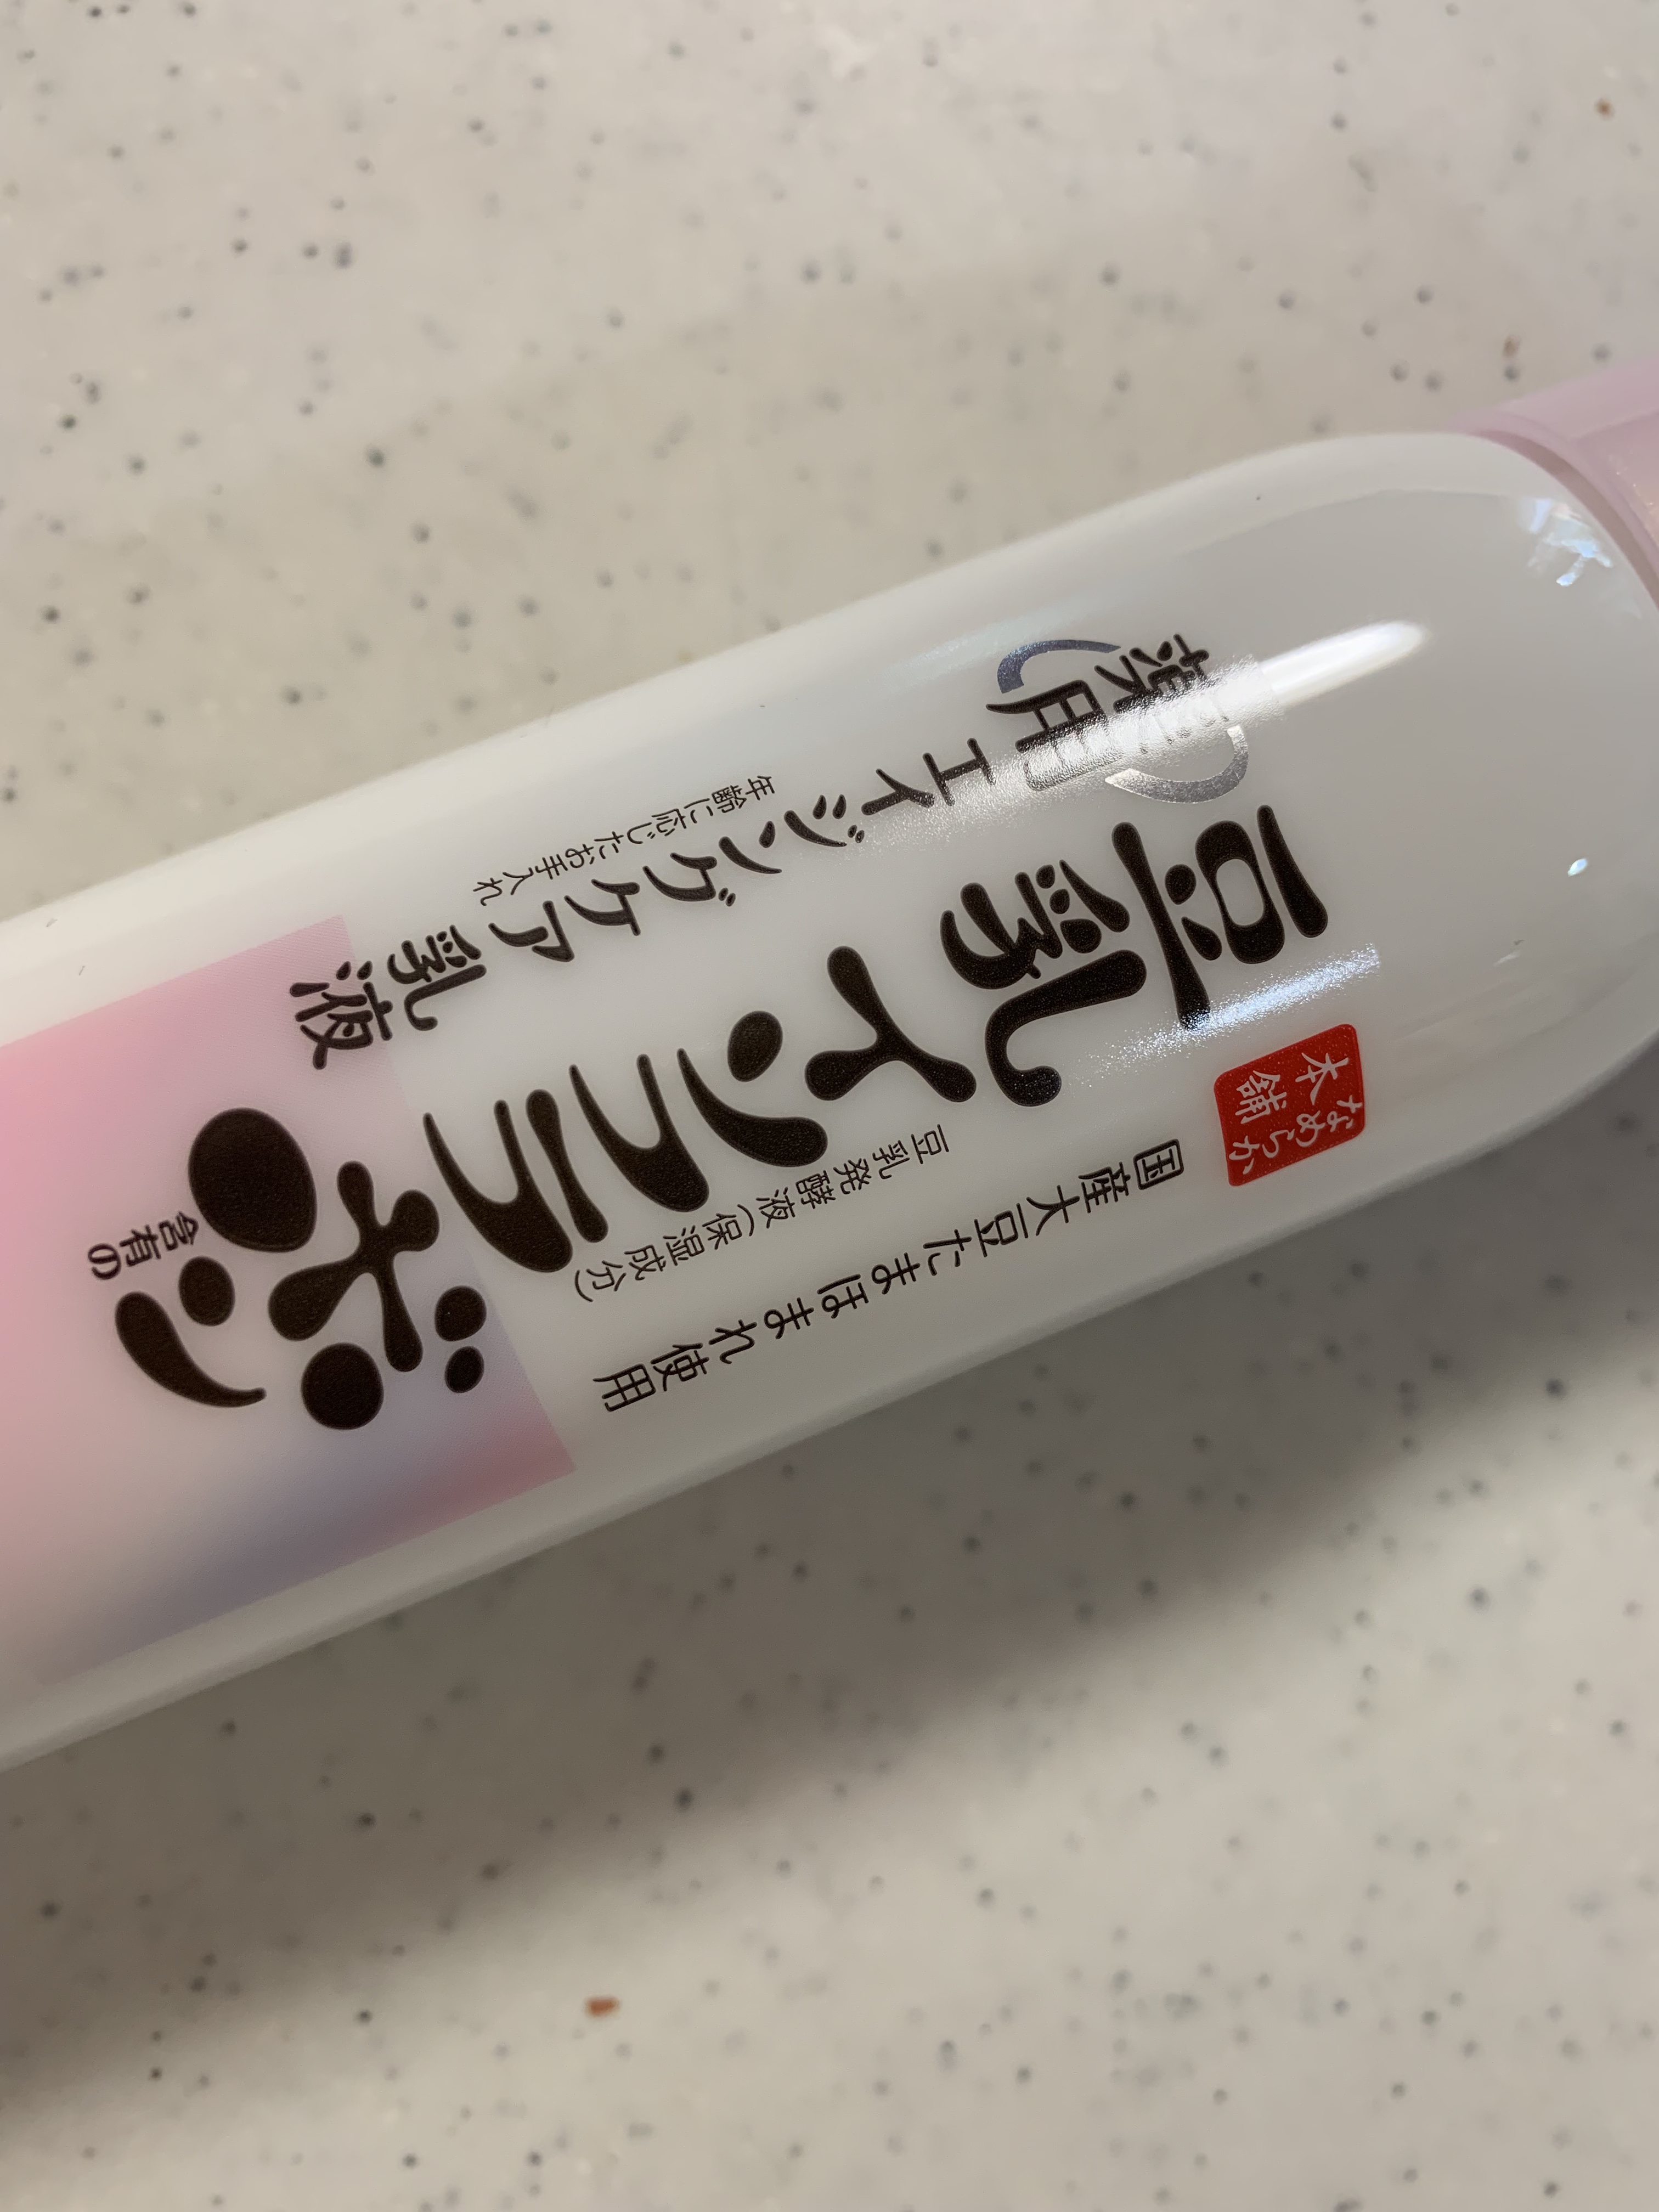 なめらか
本舗
国産大豆たまほまれ使用
豆乳発酵液(保湿成分)
含有の
豆乳イソフラボン
薬用エイジングケア乳液
年齢に応じたお手入れ